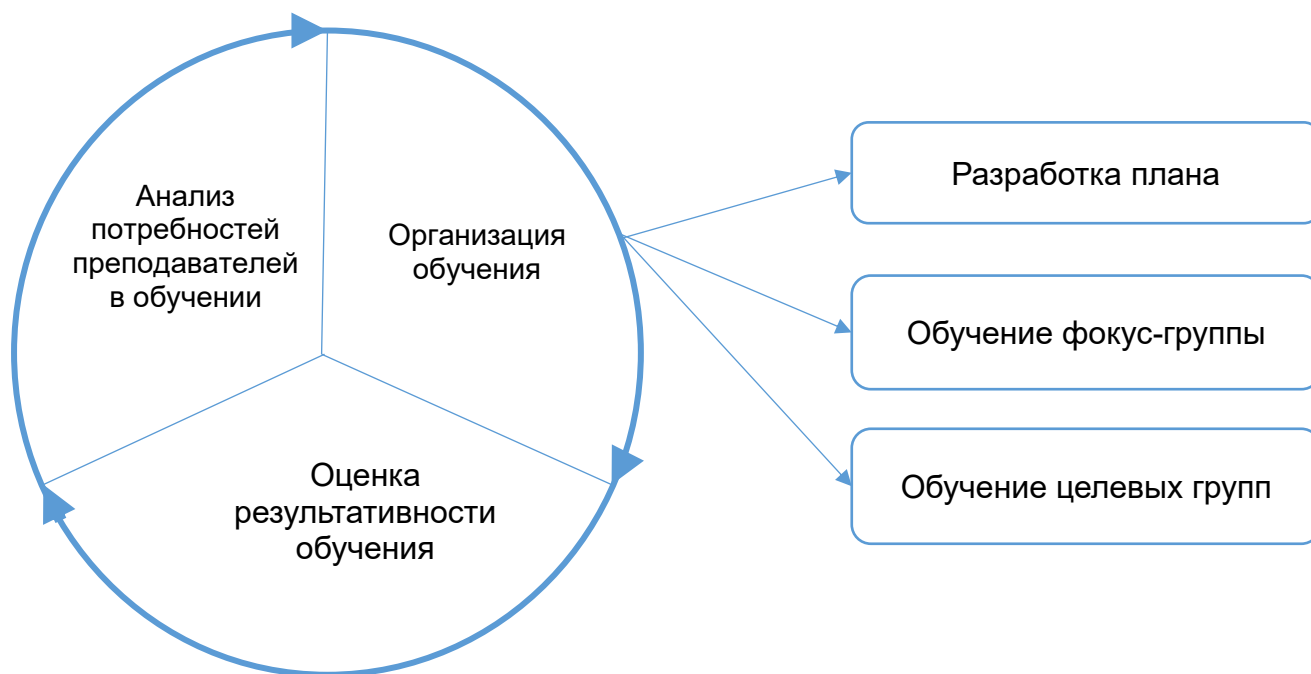 Анализ
потребностей
преподавателей
в обучении
Организация
обучения
Оценка
результативности
обучения
Разработка плана
Обучение фокус-группы
Обучение целевых групп